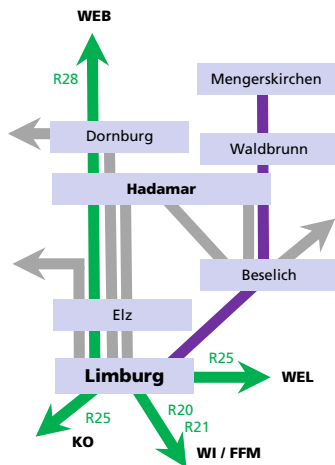 WEB
R28
Mengerskirchen
Dornburg
Waldbrunn
Hadamar
Beselich
Elz
Limburg
R25
WEL
R25
R20
R21
KO
WI / FFM